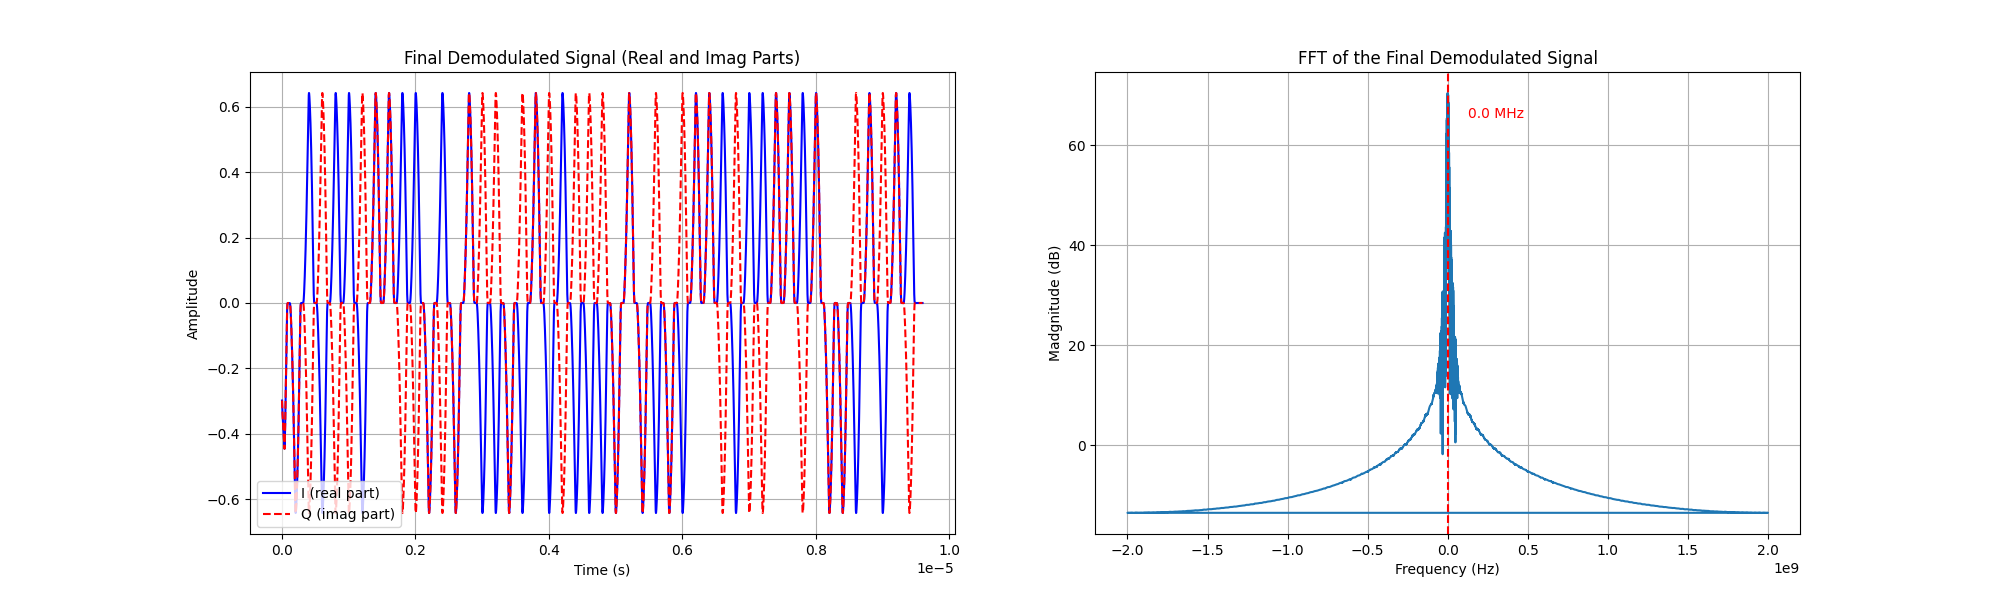 Final Demodulated Signal (Real and Imag Parts)
Amplitude
0.6
0.4
0.2
0.0
−0.2
−0.4
−0.6
I (real part)
Q (imag part)
0.0 0.2 0.4 0.6 0.8 1.0
1e−5
Time (s)
FFT of the Final Demodulated Signal
Madgnitude (dB)
60
40
20
0
0.0 MHz
−2.0 −1.5 −1.0 −0.5 0.0 0.5 1.0 1.5 2.0
1e9
Frequency (Hz)